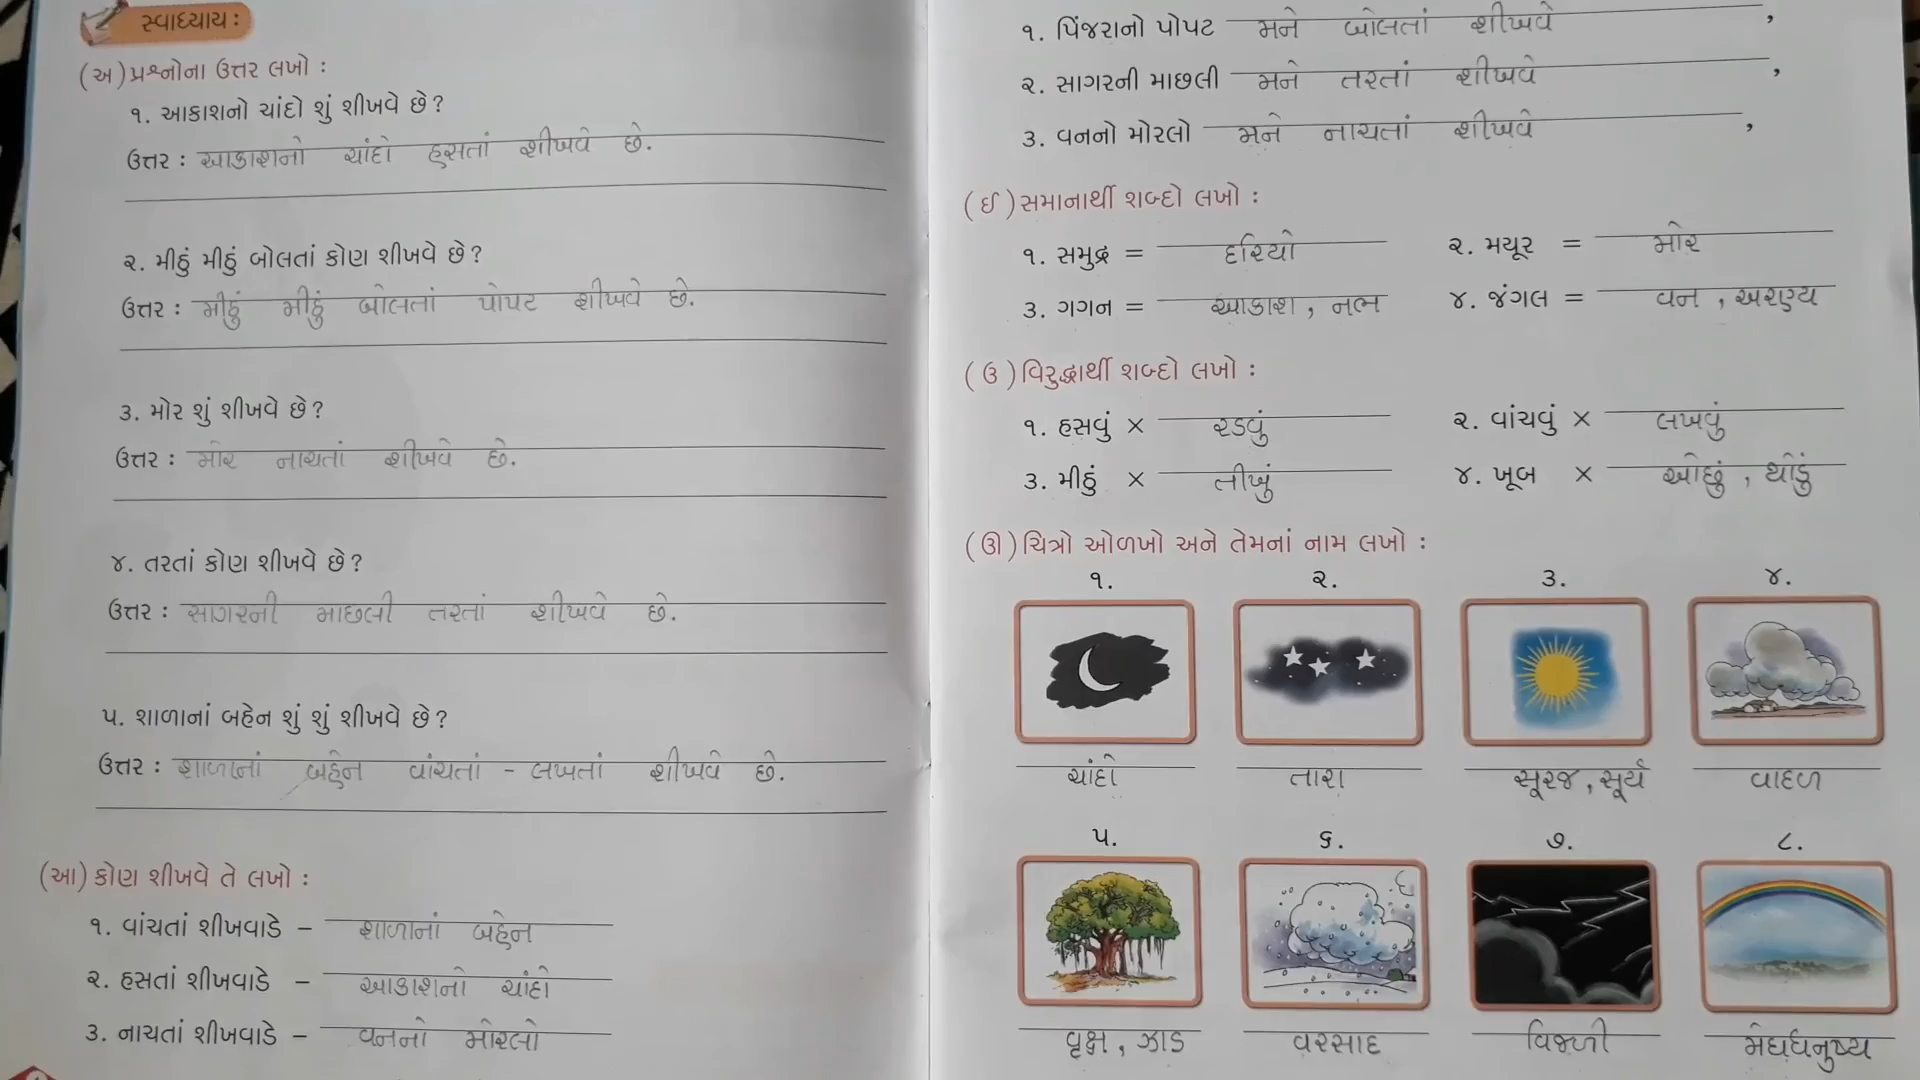 સ્વાધ્યાય :
(અ) પ્રશ્નોના ઉત્તર લખો :
૧. આકાશનો ચાંદો શું શીખવે છે?
ઉત્તર : આકાશનો ચાંદો હસતાં શીખવે છે.
૨. મીઠું મીઠું બોલતાં કોણ શીખવે છે?
ઉત્તર : મીઠું મીઠું બોલતાં પોપટ શીખવે છે.
૩. મોર શું શીખવે છે?
ઉત્તર : મોર નાચતાં શીખવે છે.
૪. તરતાં કોણ શીખવે છે?
ઉત્તર : સાગરની માછલી તરતાં શીખવે છે.
૫. શાળાનાં બહેન શું શું શીખવે છે?
ઉત્તર : શાળાનાં બહેન વાંચતાં - લખતાં શીખવે છે.
(આ) કોણ શીખવે તે લખો :
૧. વાંચતાં શીખવાડે – શાળાનાં બહેન
૨. હસતાં શીખવાડે – આકાશનો ચાંદો
૩. નાચતાં શીખવાડે – વનનો મોરલો
૧. પિંજરાનો પોપટ મને બોલતાં શીખવે ,
૨. સાગરની માછલી મને તરતાં શીખવે ,
૩. વનનો મોરલો મને નાચતાં શીખવે ,
(ઈ) સમાનાર્થી શબ્દો લખો :
૧. સમુદ્ર = દરિયો ૨. મયૂર = મોર
૩. ગગન = આકાશ, નભ ૪. જંગલ = વન, અરણ્ય
(ઉ) વિરુદ્ધાર્થી શબ્દો લખો :
૧. હસવું × રડવું ૨. વાંચવું × લખવું
૩. મીઠું × તીખું ૪. ખૂબ × ઓછું, થોડું
(ઊ) ચિત્રો ઓળખો અને તેમનાં નામ લખો :
૧. ૨. ૩. ૪.
ચાંદો તારા સૂરજ, સૂર્ય વાદળ
૫. ૬. ૭. ૮.
વૃક્ષ, ઝાડ વરસાદ વિજળી મેઘધનુષ્ય